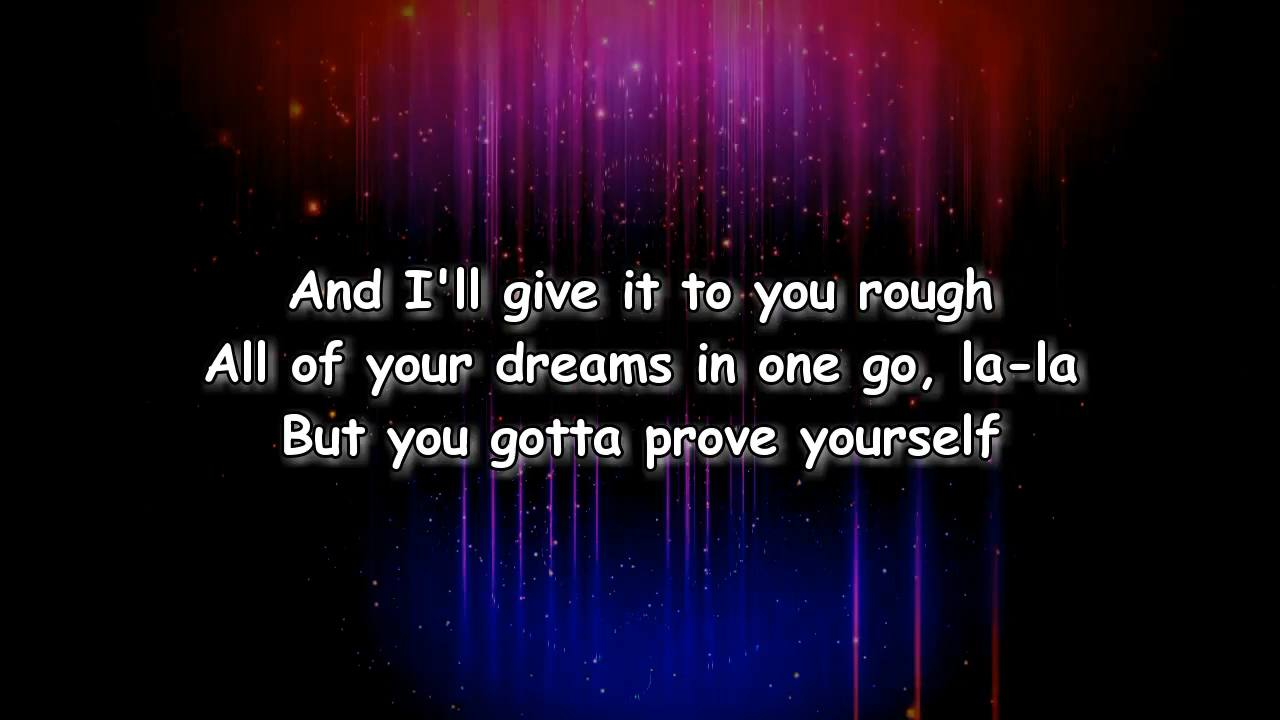 And I'll give it to you rough
All of your dreams in one go, la-la
But you gotta prove yourself